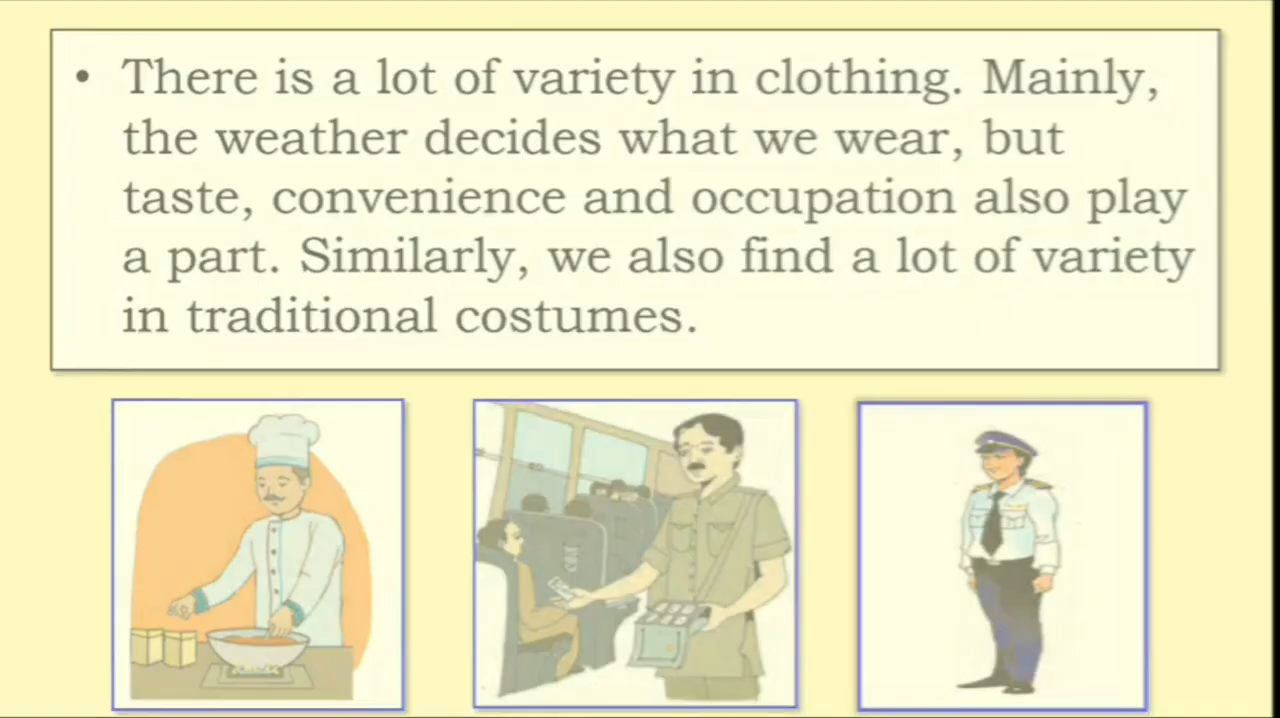 • There is a lot of variety in clothing. Mainly,
the weather decides what we wear, but
taste, convenience and occupation also play
a part. Similarly, we also find a lot of variety
in traditional costumes.